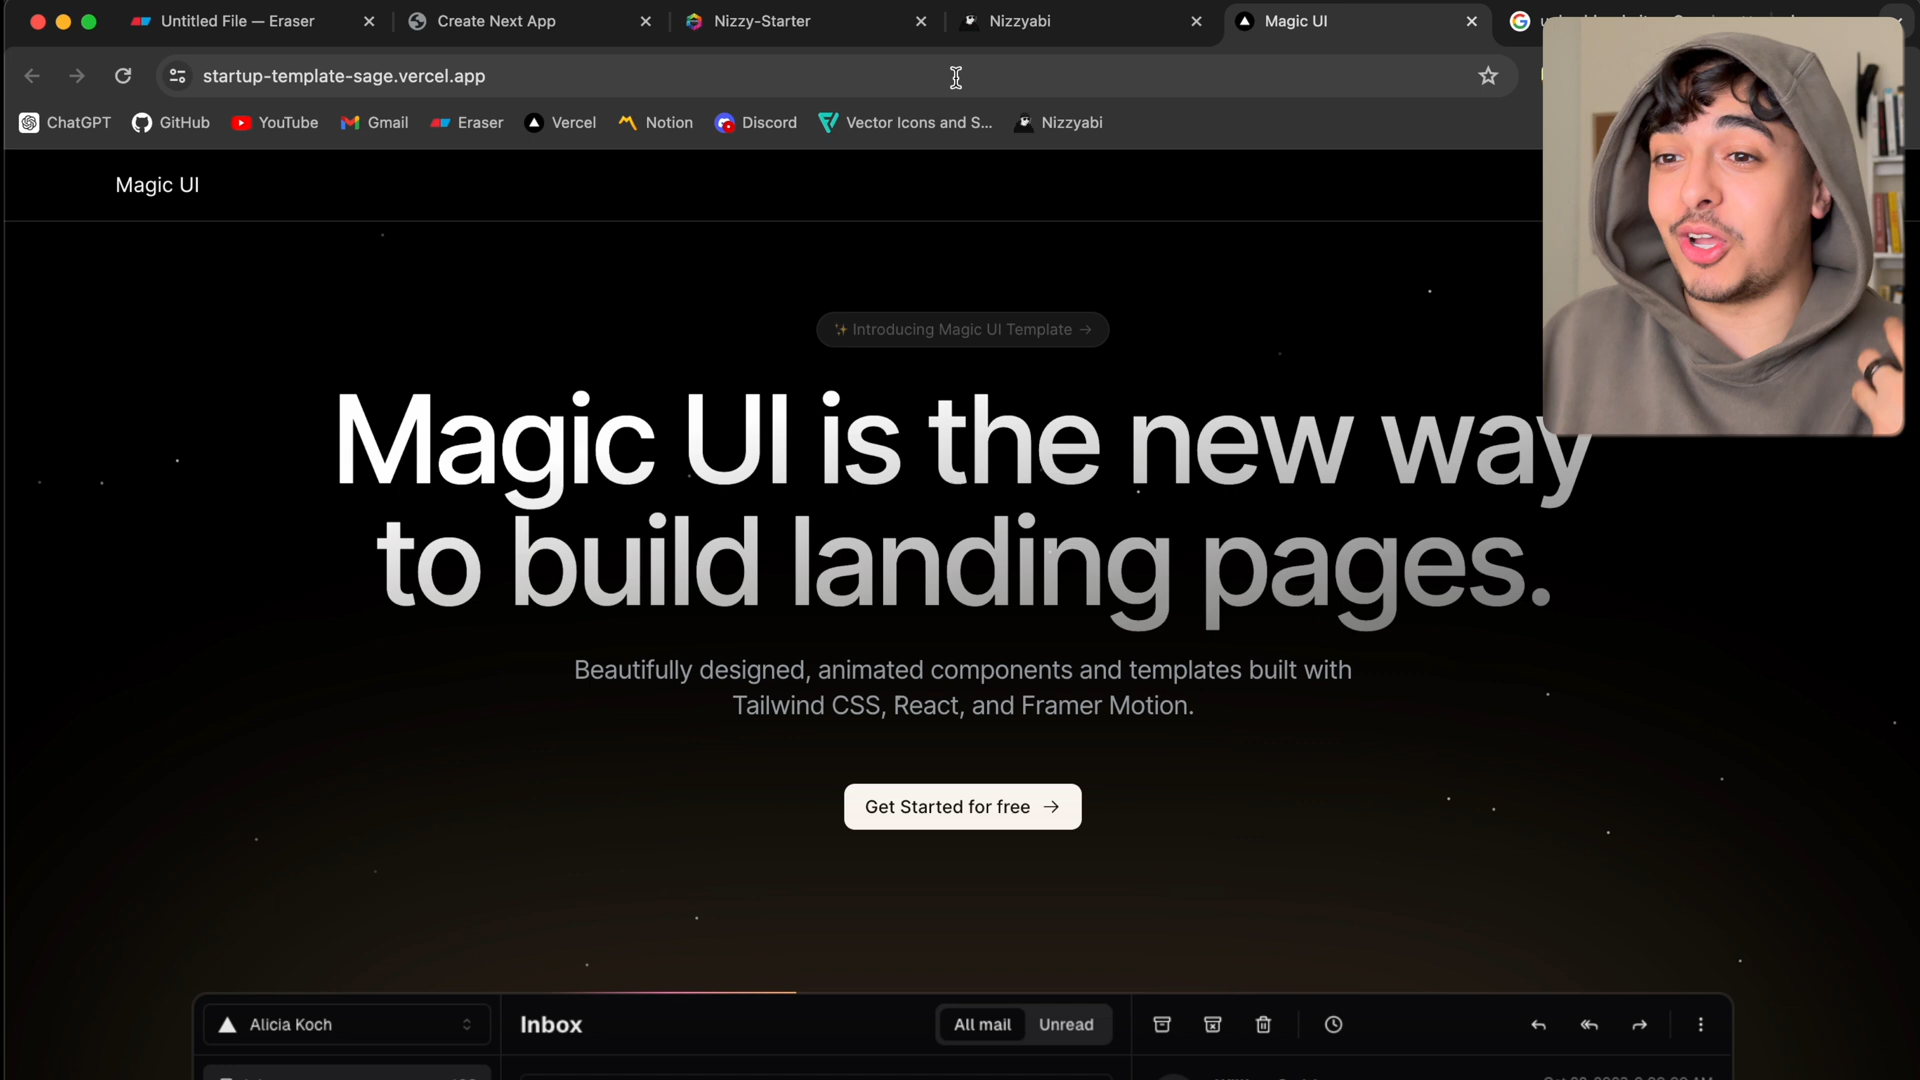 Untitled File — Eraser
Create Next App
Nizzy-Starter
Nizzyabi
Magic UI
startup-template-sage.vercel.app
ChatGPT
GitHub
YouTube
Gmail
Eraser
Vercel
Notion
Discord
Vector Icons and S...
Nizzyabi
Magic UI
✨ Introducing Magic UI Template →
Magic UI is the new way
to build landing pages.
Beautifully designed, animated components and templates built with
Tailwind CSS, React, and Framer Motion.
Get Started for free →
Alicia Koch
Inbox
All mail
Unread